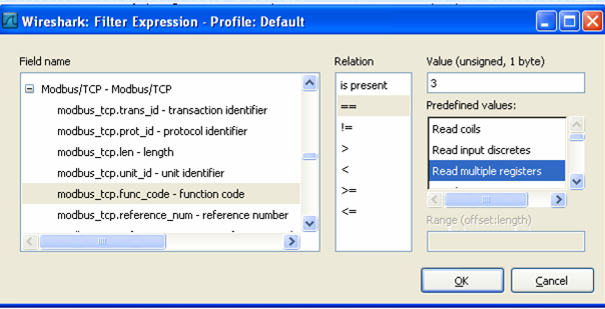 Wireshark: Filter Expression - Profile: Default
Field name
Modbus/TCP - Modbus/TCP
modbus_tcp.trans_id - transaction identifier
modbus_tcp.prot_id - protocol identifier
modbus_tcp.len - length
modbus_tcp.unit_id - unit identifier
modbus_tcp.func_code - function code
modbus_tcp.reference_num - reference number
Relation
is present
==
!=
>
<
>=
<=
Value (unsigned, 1 byte)
3
Predefined values:
Read coils
Read input discretes
Read multiple registers
Range (offset:length)
OK
Cancel